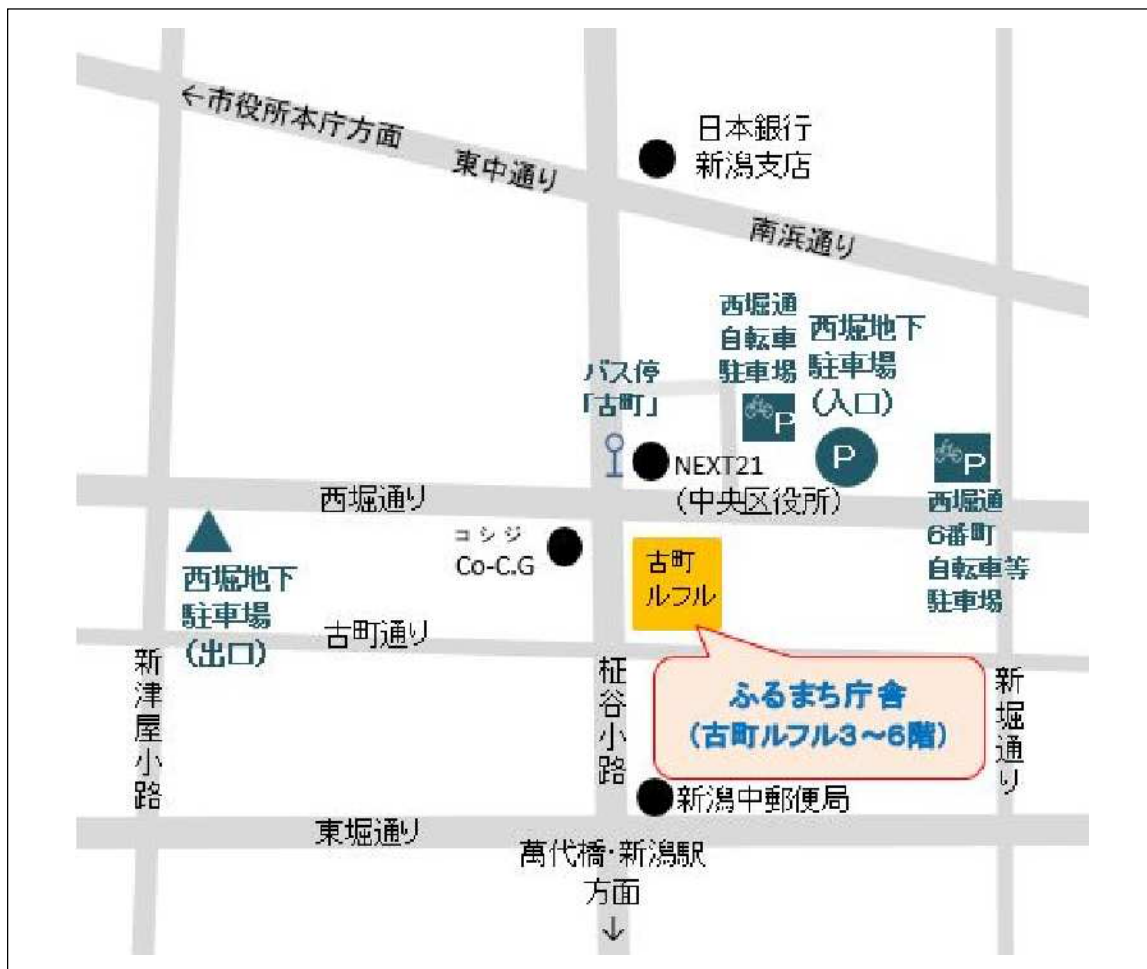 ←市役所本庁方面
東中通り
日本銀行
新潟支店
南浜通り
西堀通
自転車
駐車場
西堀地下
駐車場
(入口)
バス停
「古町」
P
P
P
NEXT21
(中央区役所)
西堀通り
西堀通
6番町
自転車等
駐車場
コシジ
Co-C.G
古町
ルフル
西堀地下
駐車場
(出口)
古町通り
ふるまち庁舎
(古町ルフル3~6階)
新津屋小路
柾谷小路
新堀通り
新潟中郵便局
東堀通り
萬代橋・新潟駅
方面
↓